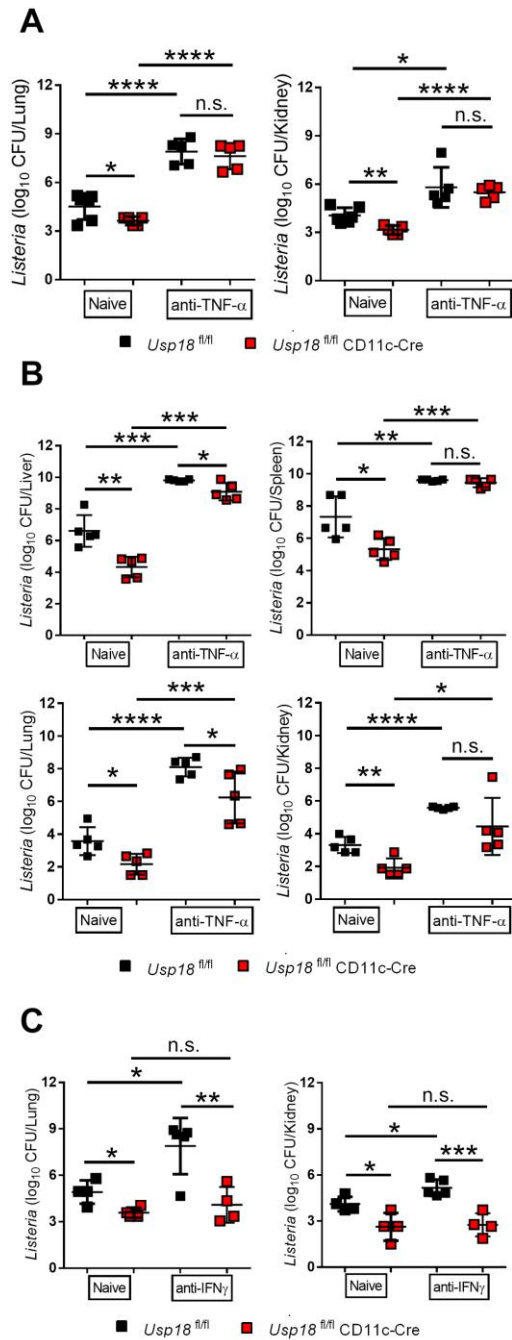 A
**** ****
**** *
n.s. ****
* n.s.
**
Listeria (log10 CFU/Lung)
9
6
3
0
Naive anti-TNF-α
Listeria (log10 CFU/Kidney)
9
6
3
0
Naive anti-TNF-α
Usp18 fl/fl Usp18 fl/fl CD11c-Cre
B
***
***
*
**
Listeria (log10 CFU/Liver)
10
8
6
4
2
0
Naive anti-TNF-α
***
**
n.s.
*
Listeria (log10 CFU/Spleen)
10
8
6
4
2
0
Naive anti-TNF-α
***
****
*
*
Listeria (log10 CFU/Lung)
10
8
6
4
2
0
Naive anti-TNF-α
*
****
n.s.
**
Listeria (log10 CFU/Kidney)
10
8
6
4
2
0
Naive anti-TNF-α
Usp18 fl/fl Usp18 fl/fl CD11c-Cre
C
n.s.
*
**
*
Listeria (log10 CFU/Lung)
12
9
6
3
0
Naive anti-IFNγ
n.s.
*
***
*
Listeria (log10 CFU/Kidney)
12
9
6
3
0
Naive anti-IFNγ
Usp18 fl/fl Usp18 fl/fl CD11c-Cre